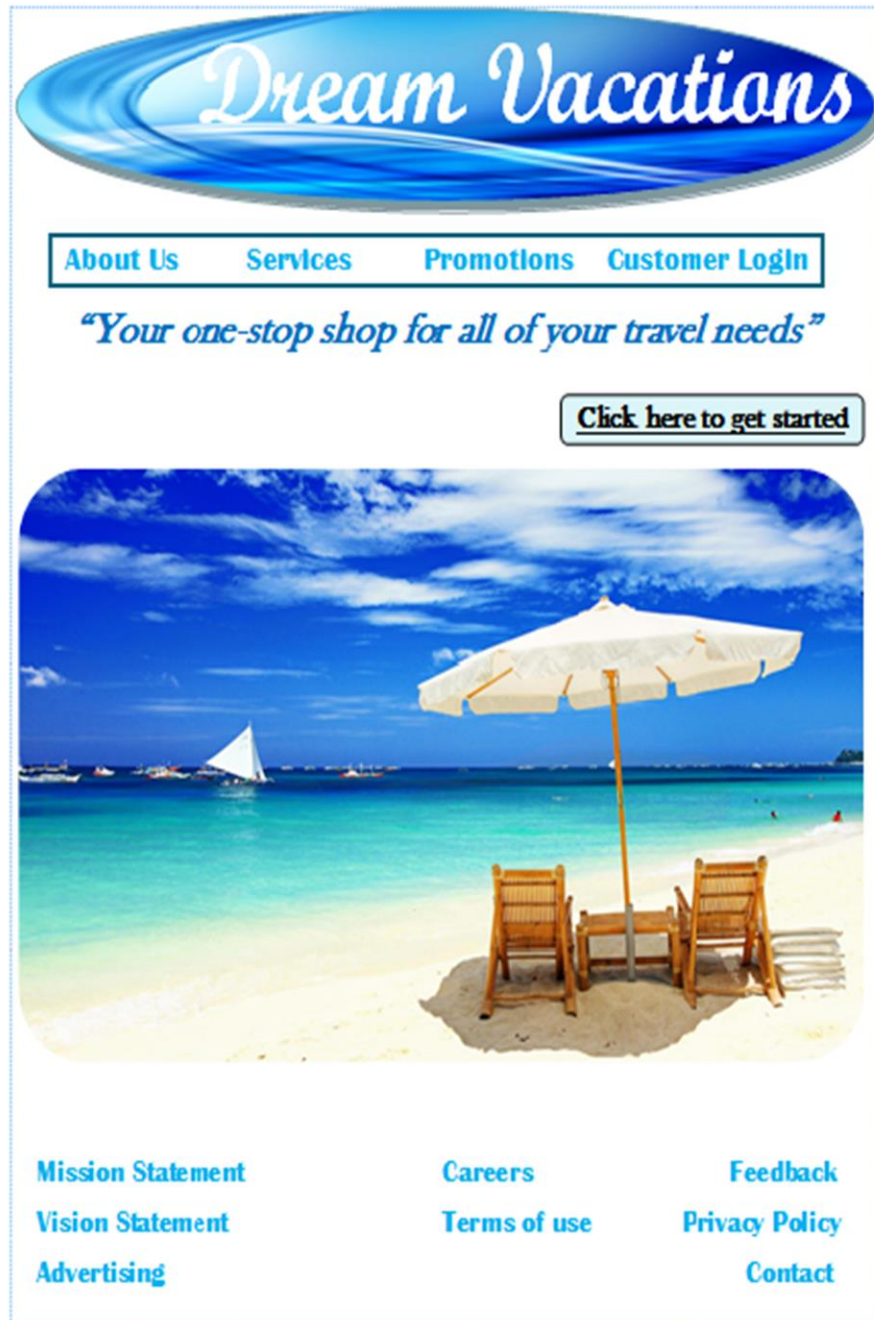 Dream Vacations
About Us Services Promotions Customer Login
“Your one-stop shop for all of your travel needs”
Click here to get started
Mission Statement Careers Feedback
Vision Statement Terms of use Privacy Policy
Advertising Contact